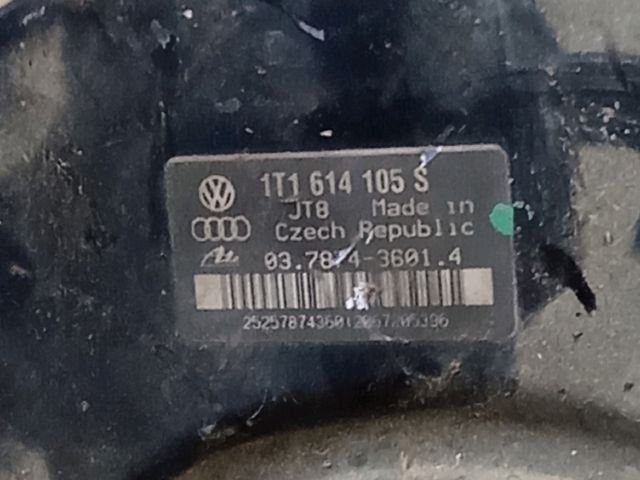 1T1 614 105 S
JT8 Made in
Czech Republic
03.7874-3601.4